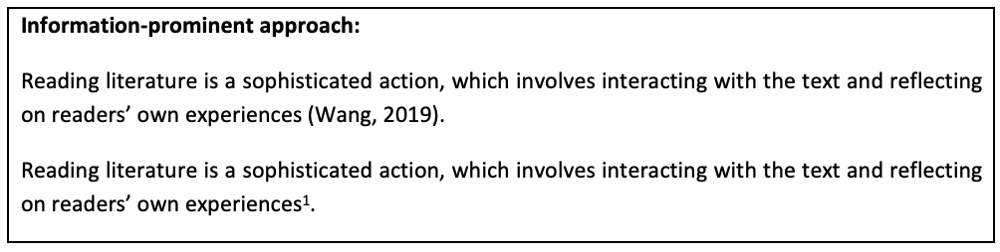 Information-prominent approach:
Reading literature is a sophisticated action, which involves interacting with the text and reflecting
on readers’ own experiences (Wang, 2019).
Reading literature is a sophisticated action, which involves interacting with the text and reflecting
on readers’ own experiences¹.